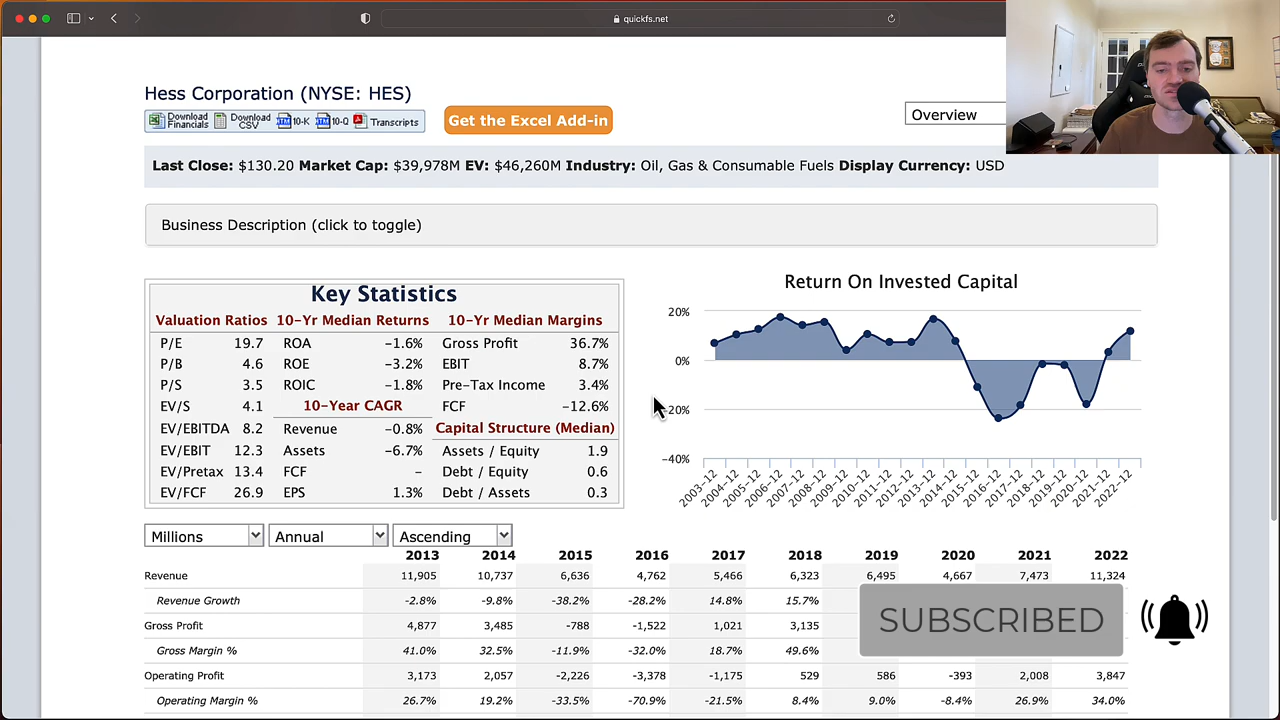 quickfs.net
Hess Corporation (NYSE: HES)
Download Financials Download CSV 10-K 10-Q Transcripts
Get the Excel Add-in
Overview
Last Close: $130.20 Market Cap: $39,978M EV: $46,260M Industry: Oil, Gas & Consumable Fuels Display Currency: USD
Business Description (click to toggle)
Key Statistics
Valuation Ratios 10-Yr Median Returns 10-Yr Median Margins
P/E 19.7 ROA -1.6% Gross Profit 36.7%
P/B 4.6 ROE -3.2% EBIT 8.7%
P/S 3.5 ROIC -1.8% Pre-Tax Income 3.4%
EV/S 4.1 10-Year CAGR FCF -12.6%
EV/EBITDA 8.2 Revenue -0.8% Capital Structure (Median)
EV/EBIT 12.3 Assets -6.7% Assets / Equity 1.9
EV/Pretax 13.4 FCF – Debt / Equity 0.6
EV/FCF 26.9 EPS 1.3% Debt / Assets 0.3
Return On Invested Capital
20%
0%
-20%
-40%
2003-12 2004-12 2005-12 2006-12 2007-12 2008-12 2009-12 2010-12 2011-12 2012-12 2013-12 2014-12 2015-12 2016-12 2017-12 2018-12 2019-12 2020-12 2021-12 2022-12
Millions Annual Ascending
2013 2014 2015 2016 2017 2018 2019 2020 2021 2022
Revenue 11,905 10,737 6,636 4,762 5,466 6,323 6,495 4,667 7,473 11,324
Revenue Growth -2.8% -9.8% -38.2% -28.2% 14.8% 15.7%
Gross Profit 4,877 3,485 -788 -1,522 1,021 3,135
Gross Margin % 41.0% 32.5% -11.9% -32.0% 18.7% 49.6%
SUBSCRIBED
Operating Profit 3,173 2,057 -2,226 -3,378 -1,175 529 586 -393 2,008 3,847
Operating Margin % 26.7% 19.2% -33.5% -70.9% -21.5% 8.4% 9.0% -8.4% 26.9% 34.0%